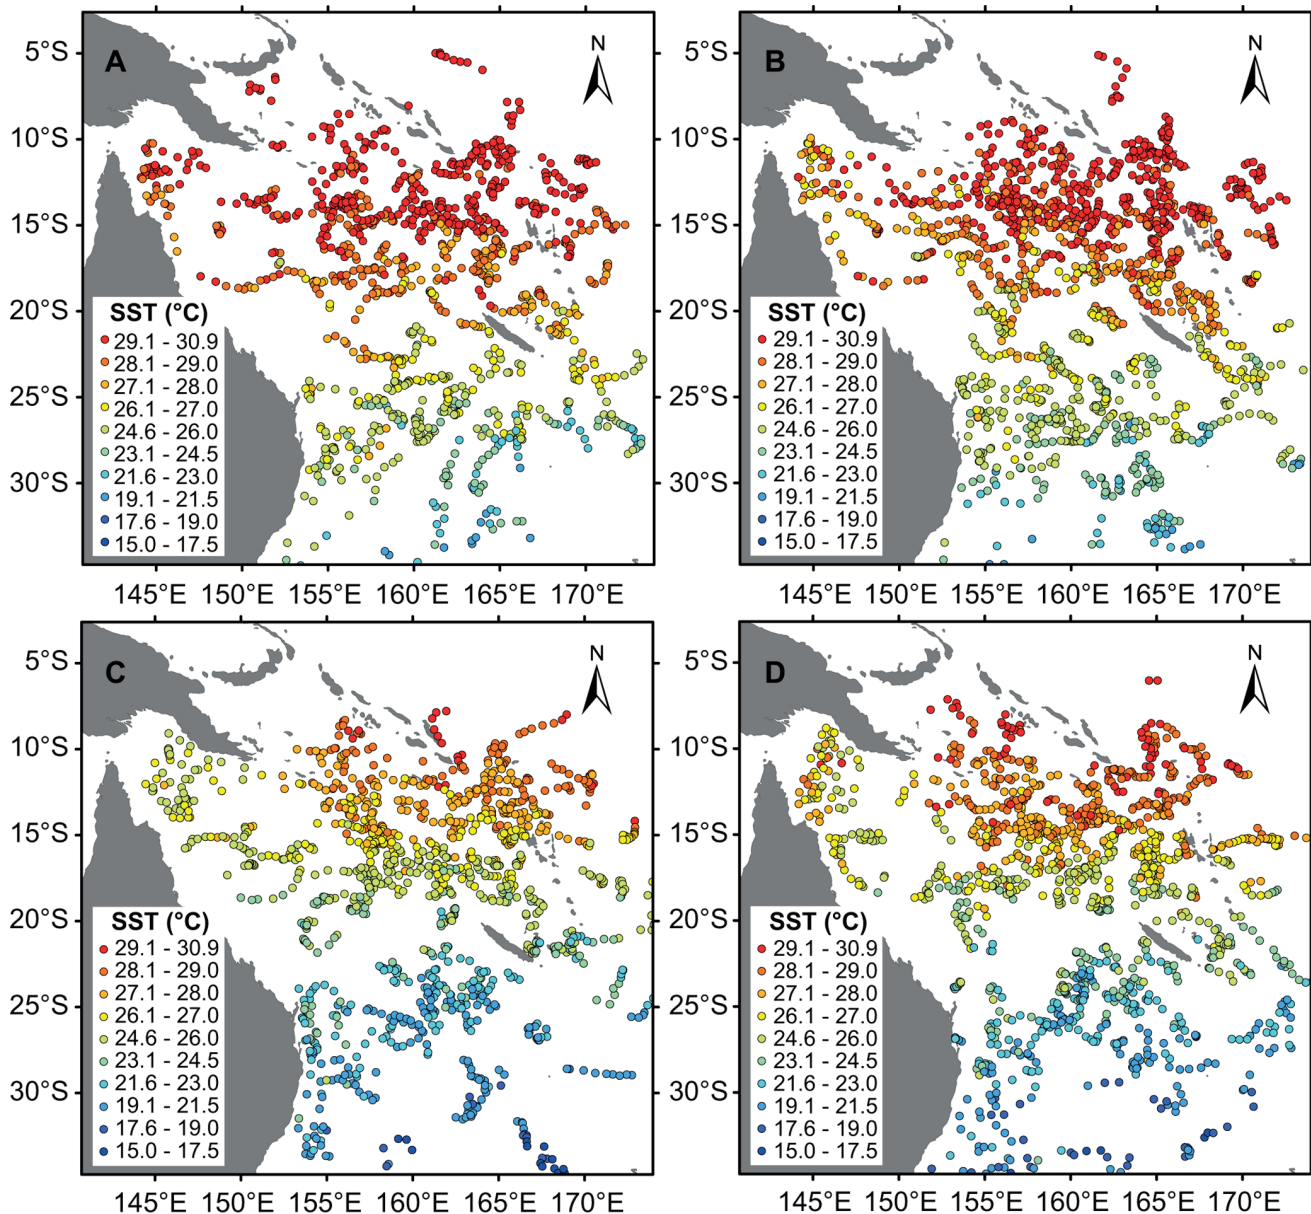 A
N
5°S
10°S
15°S
20°S
25°S
30°S
SST (°C)
29.1 - 30.9
28.1 - 29.0
27.1 - 28.0
26.1 - 27.0
24.6 - 26.0
23.1 - 24.5
21.6 - 23.0
19.1 - 21.5
17.6 - 19.0
15.0 - 17.5
145°E 150°E 155°E 160°E 165°E 170°E
B
N
5°S
10°S
15°S
20°S
25°S
30°S
SST (°C)
29.1 - 30.9
28.1 - 29.0
27.1 - 28.0
26.1 - 27.0
24.6 - 26.0
23.1 - 24.5
21.6 - 23.0
19.1 - 21.5
17.6 - 19.0
15.0 - 17.5
145°E 150°E 155°E 160°E 165°E 170°E
C
N
5°S
10°S
15°S
20°S
25°S
30°S
SST (°C)
29.1 - 30.9
28.1 - 29.0
27.1 - 28.0
26.1 - 27.0
24.6 - 26.0
23.1 - 24.5
21.6 - 23.0
19.1 - 21.5
17.6 - 19.0
15.0 - 17.5
145°E 150°E 155°E 160°E 165°E 170°E
D
N
5°S
10°S
15°S
20°S
25°S
30°S
SST (°C)
29.1 - 30.9
28.1 - 29.0
27.1 - 28.0
26.1 - 27.0
24.6 - 26.0
23.1 - 24.5
21.6 - 23.0
19.1 - 21.5
17.6 - 19.0
15.0 - 17.5
145°E 150°E 155°E 160°E 165°E 170°E